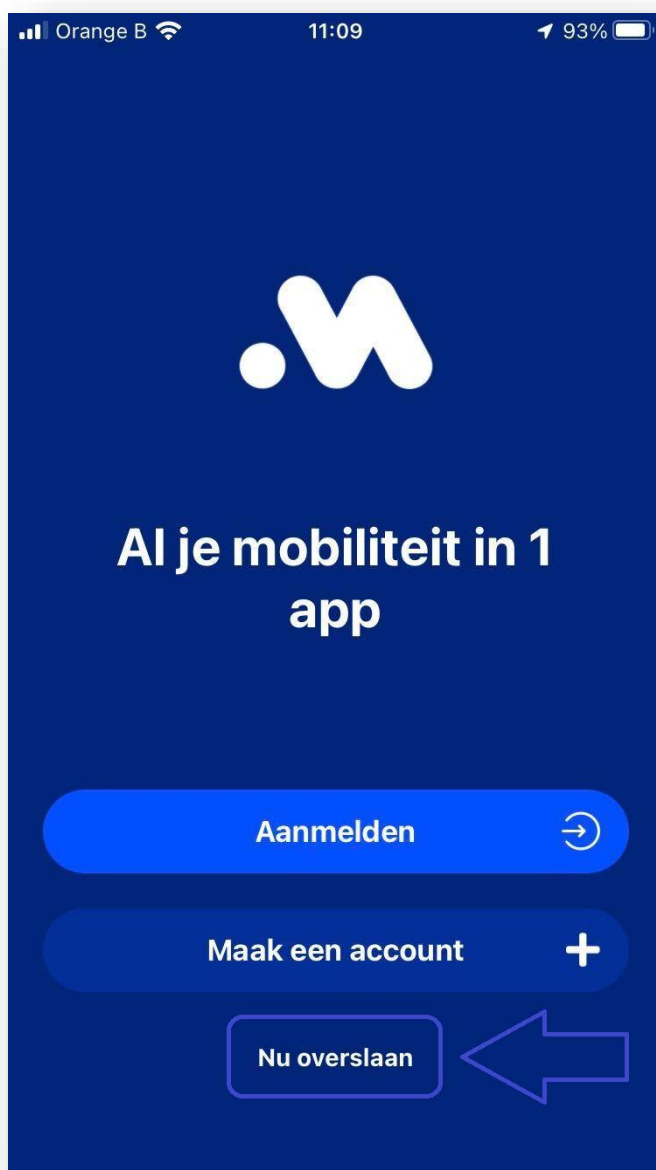 Orange B 11:09 93%
Al je mobiliteit in 1
app
Aanmelden
Maak een account
Nu overslaan